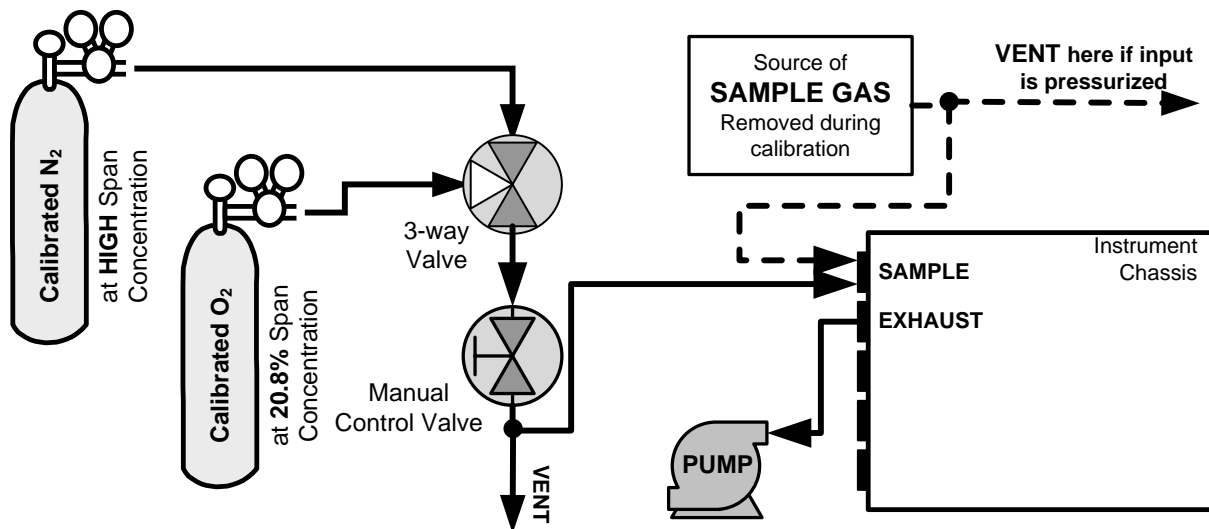 Calibrated N2
at HIGH Span
Concentration
Calibrated O2
at 20.8% Span
Concentration
3-way
Valve
Manual
Control Valve
VENT
Source of
SAMPLE GAS
Removed during
calibration
VENT here if input
is pressurized
Instrument
Chassis
SAMPLE
EXHAUST
PUMP